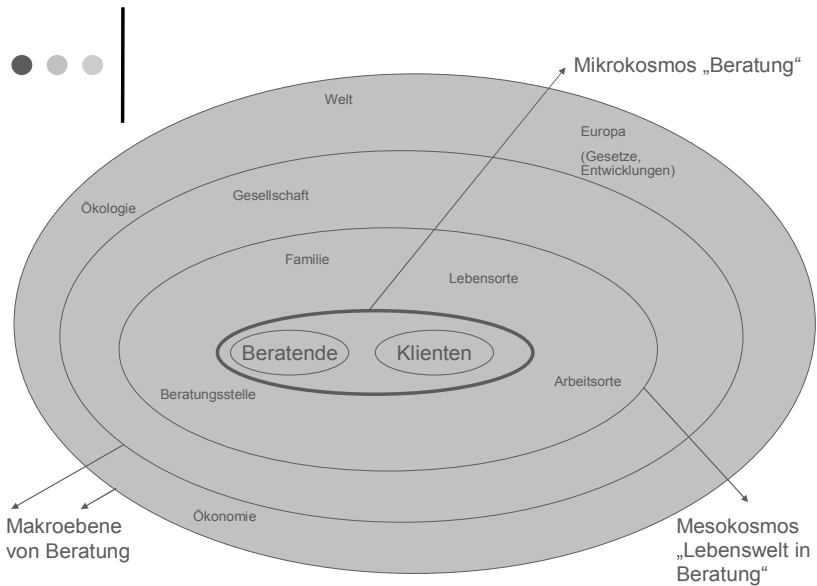 Mikrokosmos „Beratung“
Welt
Europa
(Gesetze,
Entwicklungen)
Gesellschaft
Ökologie
Familie
Lebensorte
Beratende
Klienten
Arbeitsorte
Beratungsstelle
Ökonomie
Makroebene
von Beratung
Mesokosmos
„Lebenswelt in
Beratung“